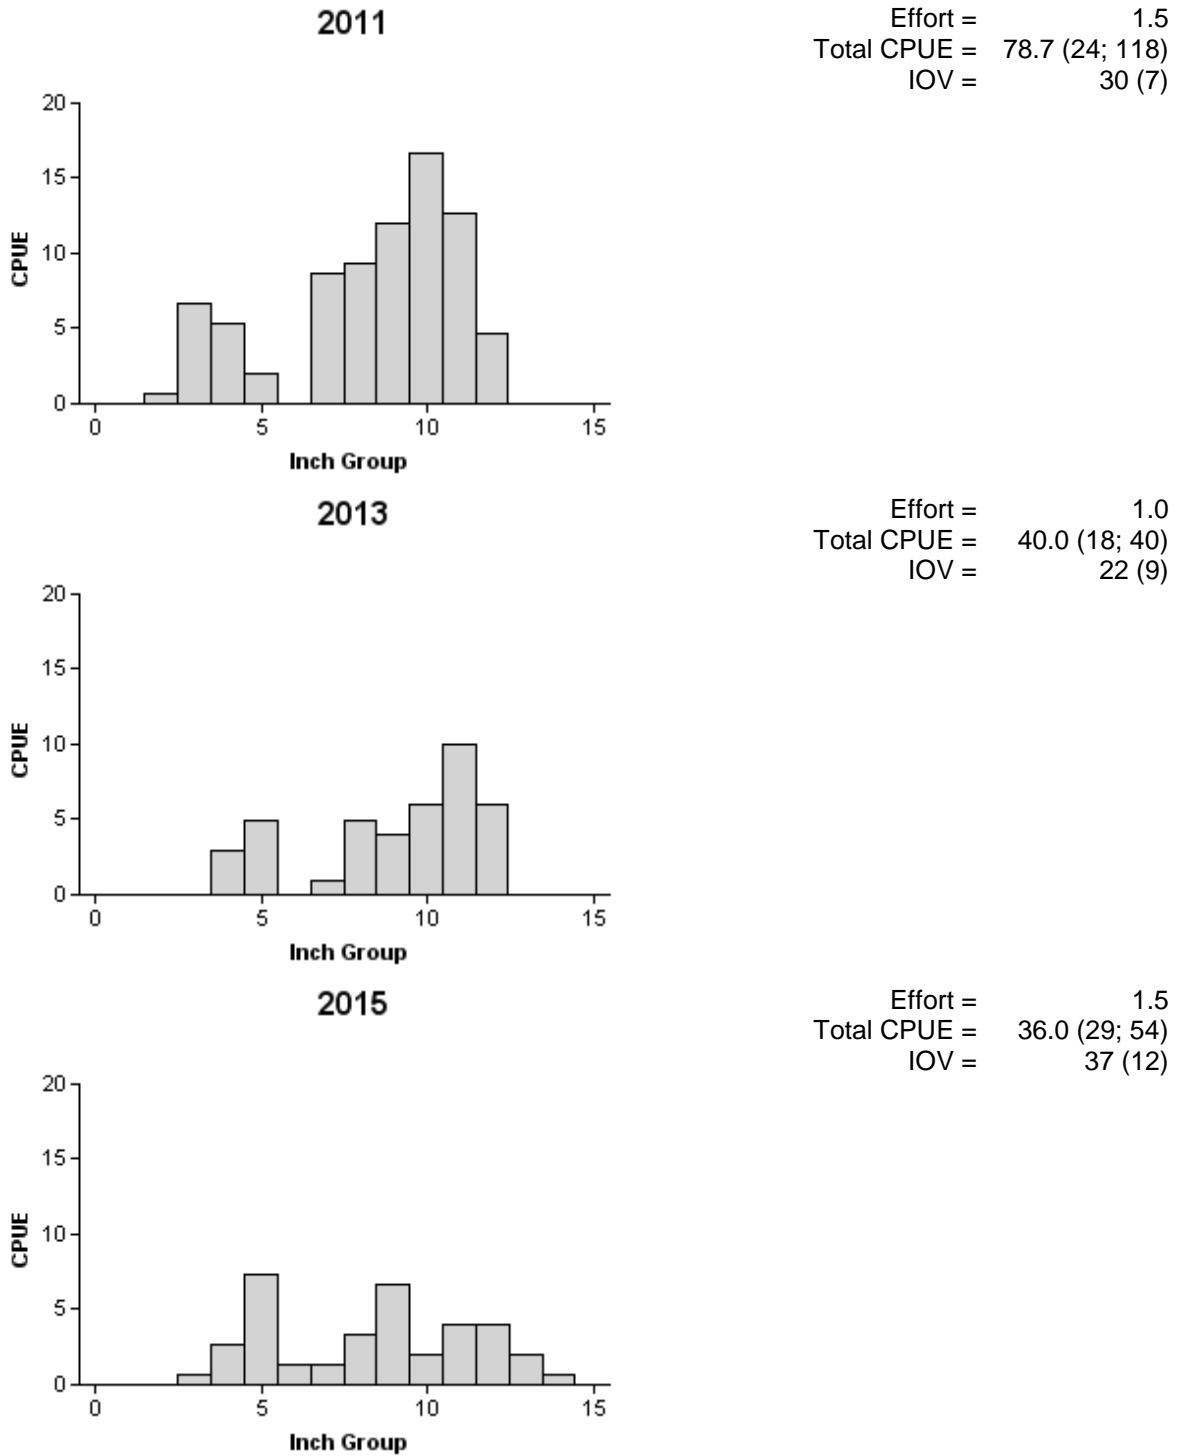 2011
Effort = 1.5
Total CPUE = 78.7 (24; 118)
IOV = 30 (7)
20
15
10
5
0
CPUE
0 5 10 15
Inch Group
2013
Effort = 1.0
Total CPUE = 40.0 (18; 40)
IOV = 22 (9)
20
15
10
5
0
CPUE
0 5 10 15
Inch Group
2015
Effort = 1.5
Total CPUE = 36.0 (29; 54)
IOV = 37 (12)
20
15
10
5
0
CPUE
0 5 10 15
Inch Group